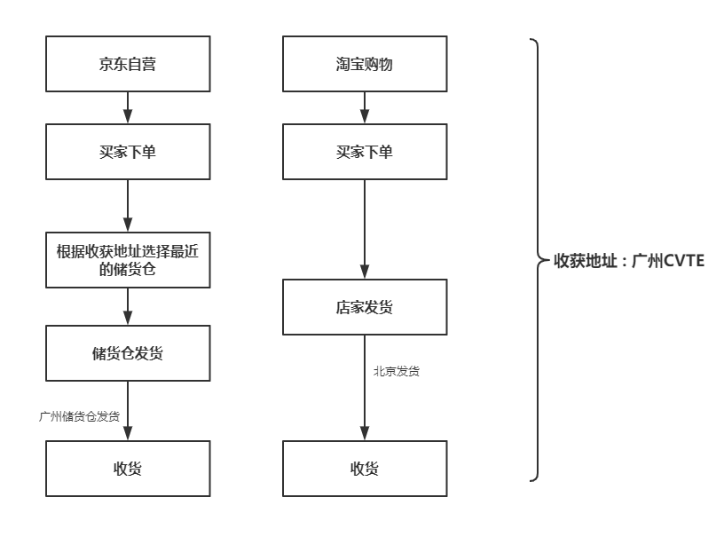 京东自营
买家下单
根据收获地址选择最近
的储货仓
储货仓发货
广州储货仓发货
收货
淘宝购物
买家下单
店家发货
北京发货
收货
收获地址：广州CVTE